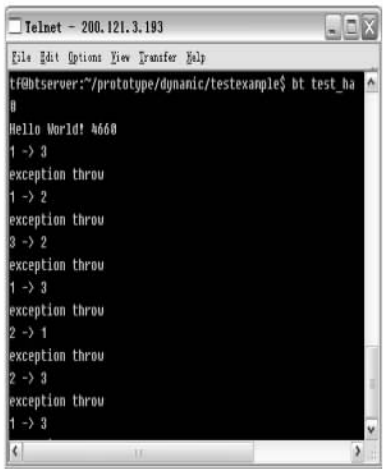 Telnet - 200.121.3.193
File Edit Options View Transfer Help
tf@btserver:~/prototype/dynamic/testexample$ bt test_ha
0
Hello World! 4660
1 -> 3
exception throw
1 -> 2
exception throw
3 -> 2
exception throw
1 -> 3
exception throw
2 -> 1
exception throw
2 -> 3
exception throw
1 -> 3